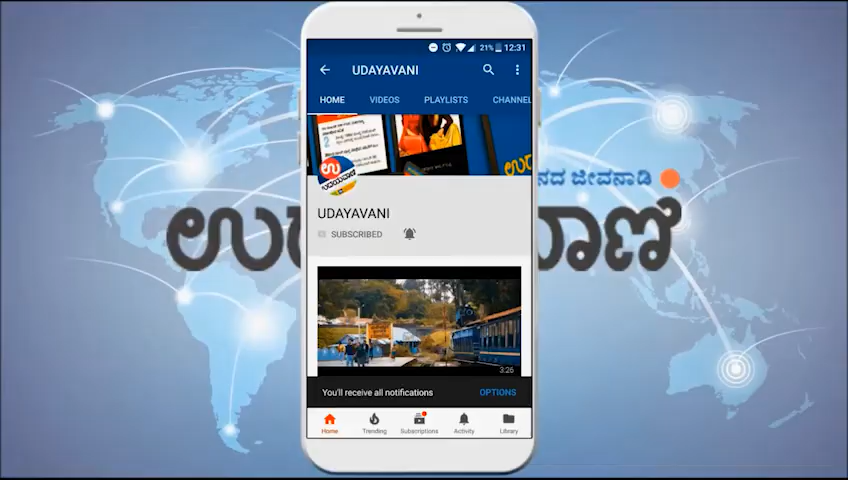 21% 12:31
UDAYAVANI
HOME VIDEOS PLAYLISTS CHANNEL
ಉ
ಉದಯವಾಣಿ
UDAYAVANI
SUBSCRIBED
ಜೀವನಾಡಿ
3:26
You'll receive all notifications OPTIONS
Home Trending Subscriptions Activity Library